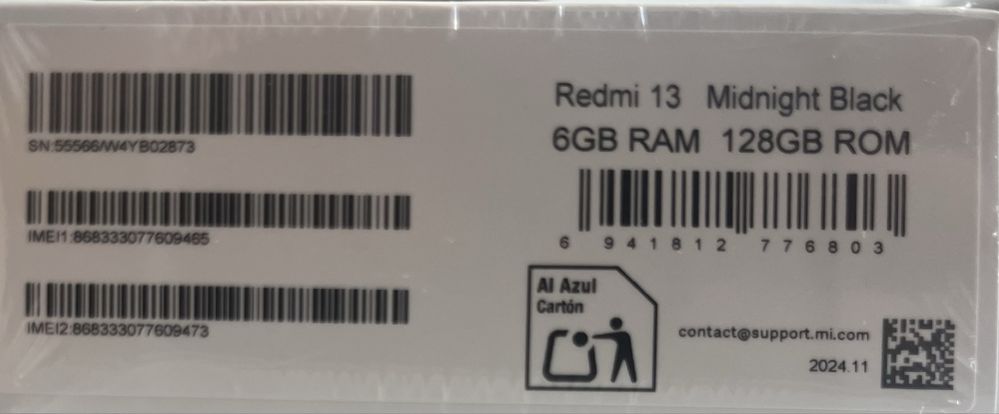 SN:55566/W4YB02873
IMEI1:868333077609465
IMEI2:868333077609473
Redmi 13 Midnight Black
6GB RAM 128GB ROM
6 941812 776803
Al Azul
Cartón
contact@support.mi.com
2024.11